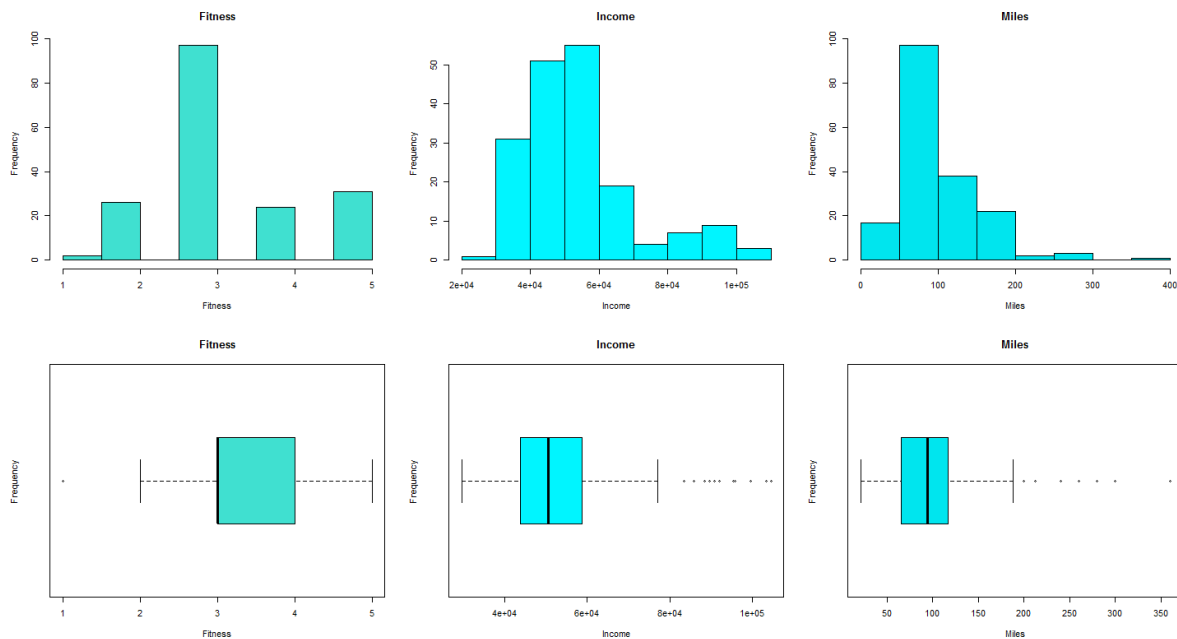 Fitness
Frequency
0
20
40
60
80
100
1
2
3
4
5
Fitness
Income
Frequency
0
10
20
30
40
50
2e+04
4e+04
6e+04
8e+04
1e+05
Income
Miles
Frequency
0
20
40
60
80
100
0
100
200
300
400
Miles
Fitness
Frequency
1
2
3
4
5
Fitness
Income
Frequency
4e+04
6e+04
8e+04
1e+05
Income
Miles
Frequency
50
100
150
200
250
300
350
Miles